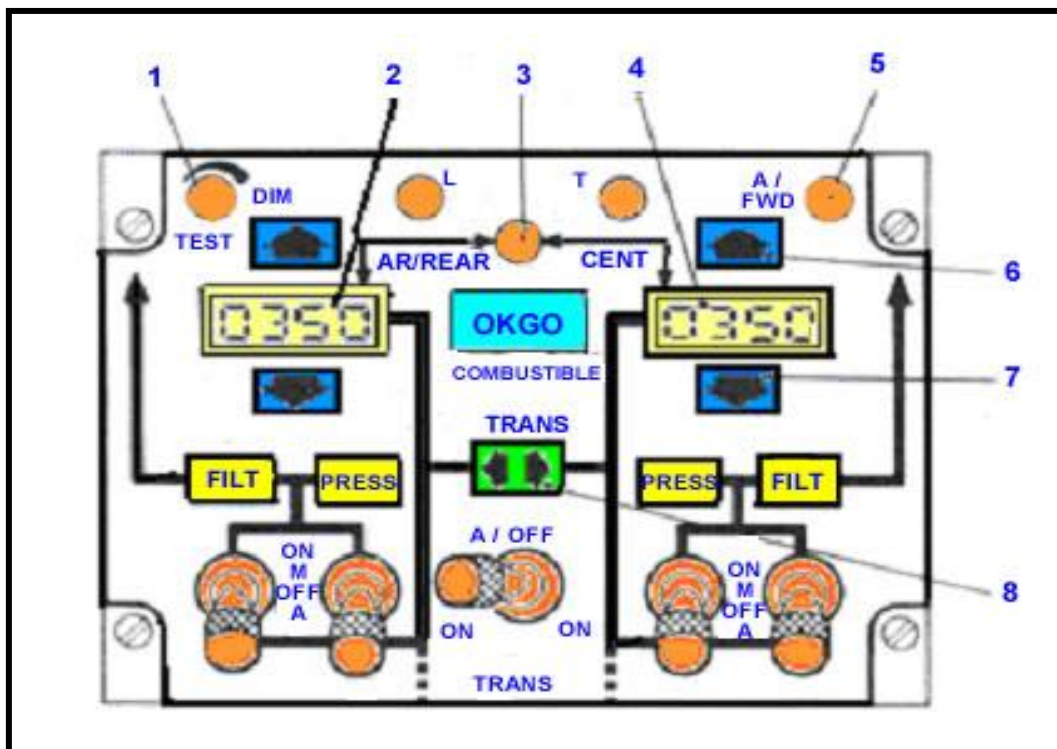 1 2 3 4 5
L T A /
DIM FWD
TEST
AR/REAR CENT
6
0350 OKGO 0350
COMBUSTIBLE
7
TRANS
FILT PRESS PRESS FILT
A / OFF
ON ON
M M
OFF OFF
A A
8
ON ON
TRANS